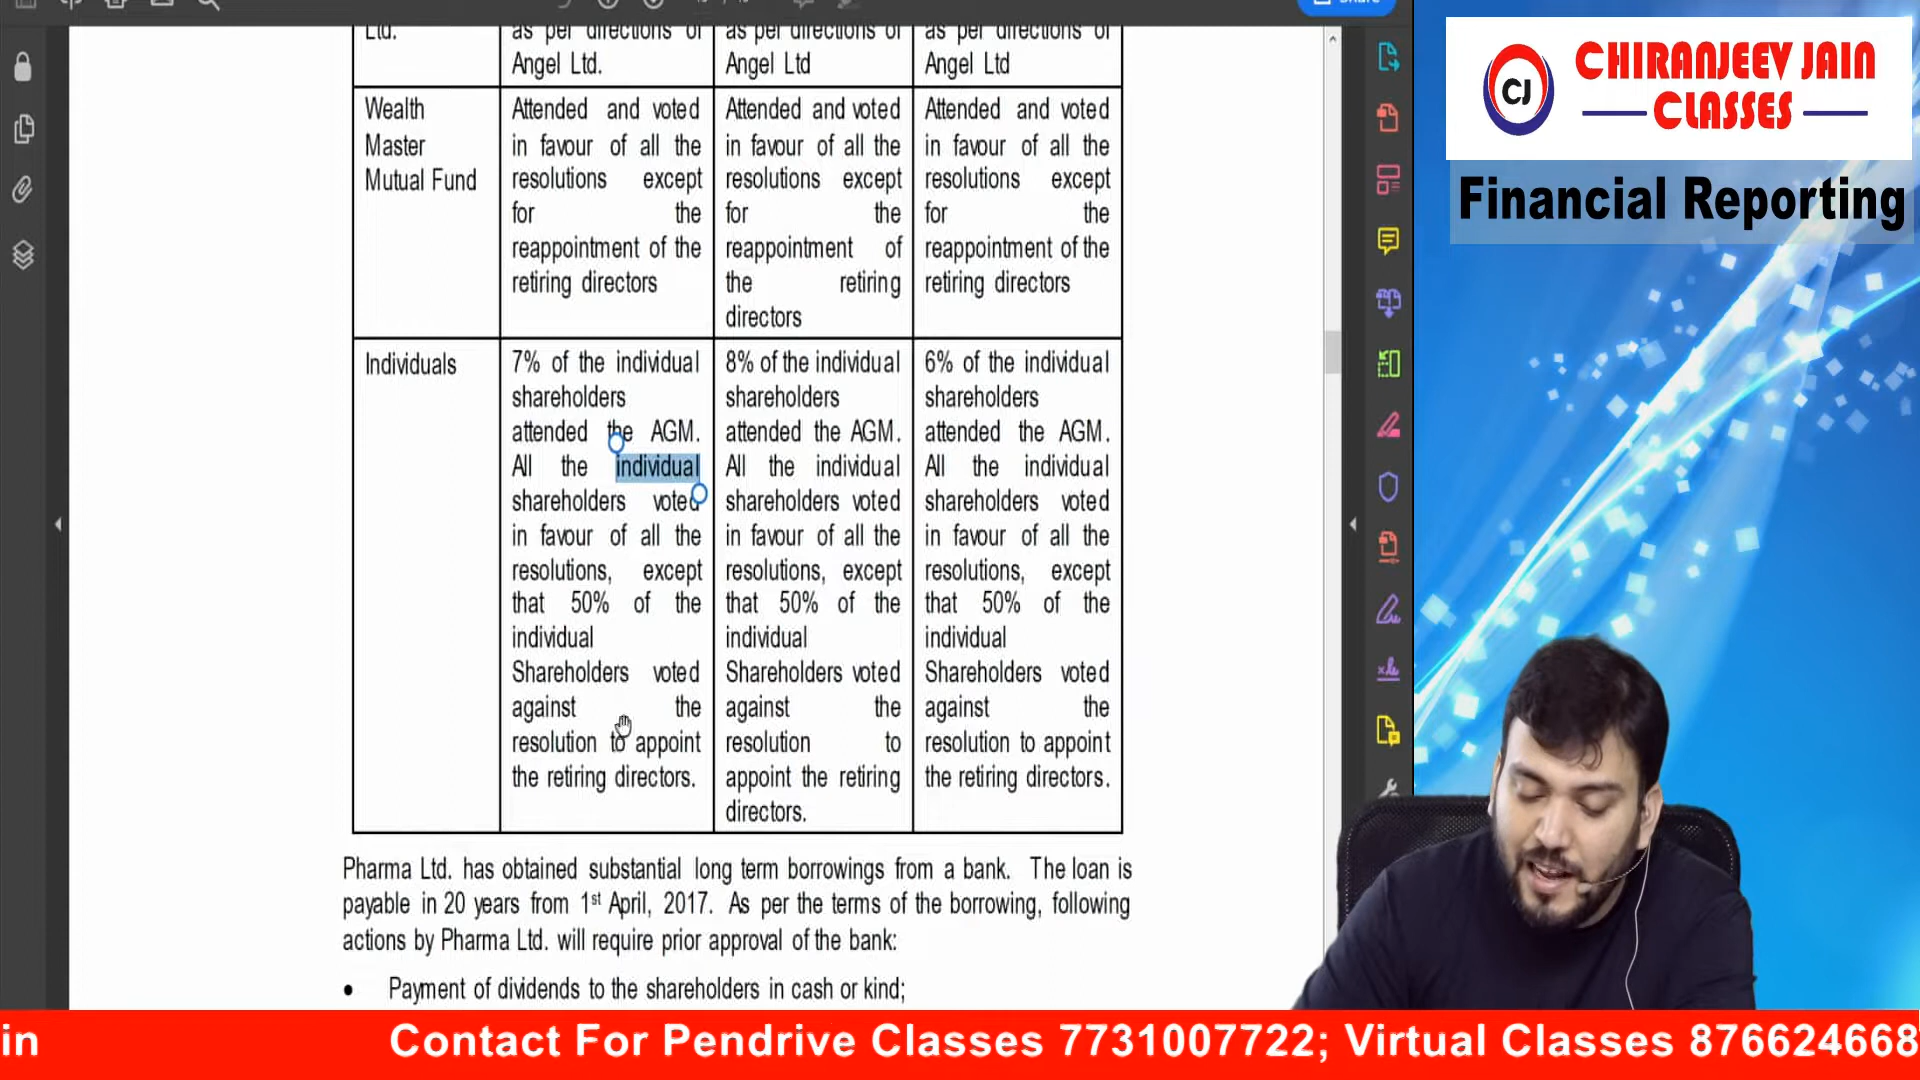 Share
Ltd.
as per directions of
Angel Ltd.
as per directions of
Angel Ltd
as per directions of
Angel Ltd
Wealth
Master
Mutual Fund
Attended and voted
in favour of all the
resolutions except
for the
reappointment of the
retiring directors
Attended and voted
in favour of all the
resolutions except
for the
reappointment of
the retiring
directors
Attended and voted
in favour of all the
resolutions except
for the
reappointment of the
retiring directors
Individuals
7% of the individual
shareholders
attended the AGM.
All the individual
shareholders voted
in favour of all the
resolutions, except
that 50% of the
individual
Shareholders voted
against the
resolution to appoint
the retiring directors.
8% of the individual
shareholders
attended the AGM.
All the individual
shareholders voted
in favour of all the
resolutions, except
that 50% of the
individual
Shareholders voted
against the
resolution to
appoint the retiring
directors.
6% of the individual
shareholders
attended the AGM.
All the individual
shareholders voted
in favour of all the
resolutions, except
that 50% of the
individual
Shareholders voted
against the
resolution to appoint
the retiring directors.
Pharma Ltd. has obtained substantial long term borrowings from a bank. The loan is
payable in 20 years from 1st April, 2017. As per the terms of the borrowing, following
actions by Pharma Ltd. will require prior approval of the bank:
• Payment of dividends to the shareholders in cash or kind;
CJ
CHIRANJEEV JAIN
CLASSES
Financial Reporting
in Contact For Pendrive Classes 7731007722; Virtual Classes 876624668